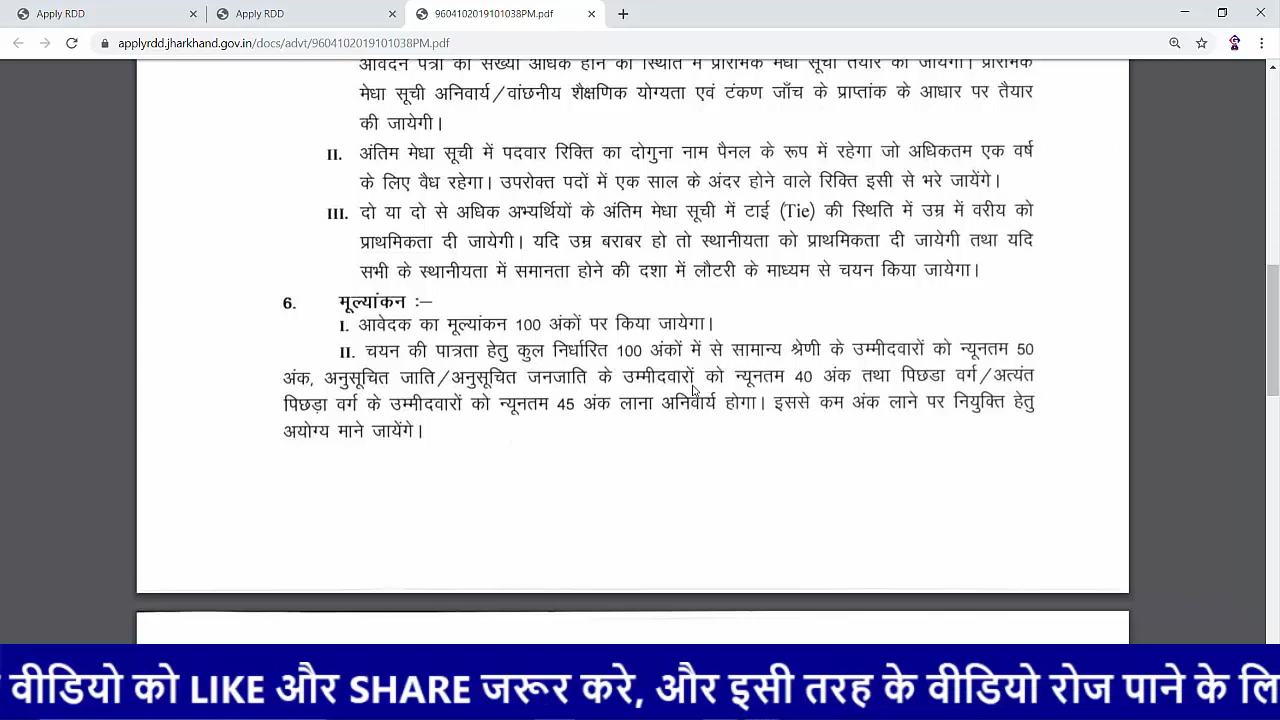 Apply RDD
Apply RDD
9604102019101038PM.pdf
applyrdd.jharkhand.gov.in/docs/advt/9604102019101038PM.pdf
आवेदन पत्रों की संख्या अधिक होने की स्थिति में प्रारंभिक मेधा सूची तैयार की जायेगी। प्रारंभिक
मेधा सूची अनिवार्य/वांछनीय शैक्षणिक योग्यता एवं टंकण जाँच के प्राप्तांक के आधार पर तैयार
की जायेगी।
II. अंतिम मेधा सूची में पदवार रिक्ति का दोगुना नाम पैनल के रूप में रहेगा जो अधिकतम एक वर्ष
के लिए वैध रहेगा। उपरोक्त पदों में एक साल के अंदर होने वाले रिक्ति इसी से भरे जायेंगे।
III. दो या दो से अधिक अभ्यर्थियों के अंतिम मेधा सूची में टाई (Tie) की स्थिति में उम्र में वरीय को
प्राथमिकता दी जायेगी। यदि उम्र बराबर हो तो स्थानीयता को प्राथमिकता दी जायेगी तथा यदि
सभी के स्थानीयता में समानता होने की दशा में लौटरी के माध्यम से चयन किया जायेगा।
6. मूल्यांकन :–
I. आवेदक का मूल्यांकन 100 अंकों पर किया जायेगा।
II. चयन की पात्रता हेतु कुल निर्धारित 100 अंकों में से सामान्य श्रेणी के उम्मीदवारों को न्यूनतम 50
अंक, अनुसूचित जाति/अनुसूचित जनजाति के उम्मीदवारों को न्यूनतम 40 अंक तथा पिछडा वर्ग/अत्यंत
पिछड़ा वर्ग के उम्मीदवारों को न्यूनतम 45 अंक लाना अनिवार्य होगा। इससे कम अंक लाने पर नियुक्ति हेतु
अयोग्य माने जायेंगे।
वीडियो को LIKE और SHARE जरूर करे, और इसी तरह के वीडियो रोज पाने के